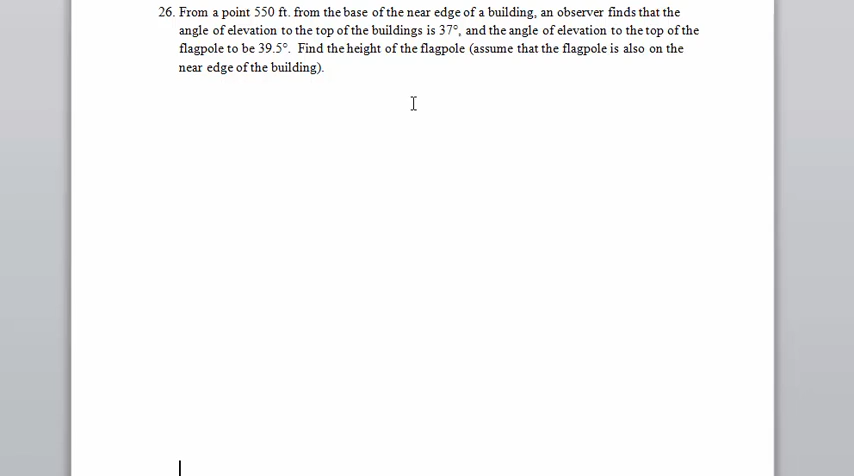 26. From a point 550 ft. from the base of the near edge of a building, an observer finds that the
angle of elevation to the top of the buildings is 37°, and the angle of elevation to the top of the
flagpole to be 39.5°.  Find the height of the flagpole (assume that the flagpole is also on the
near edge of the building).